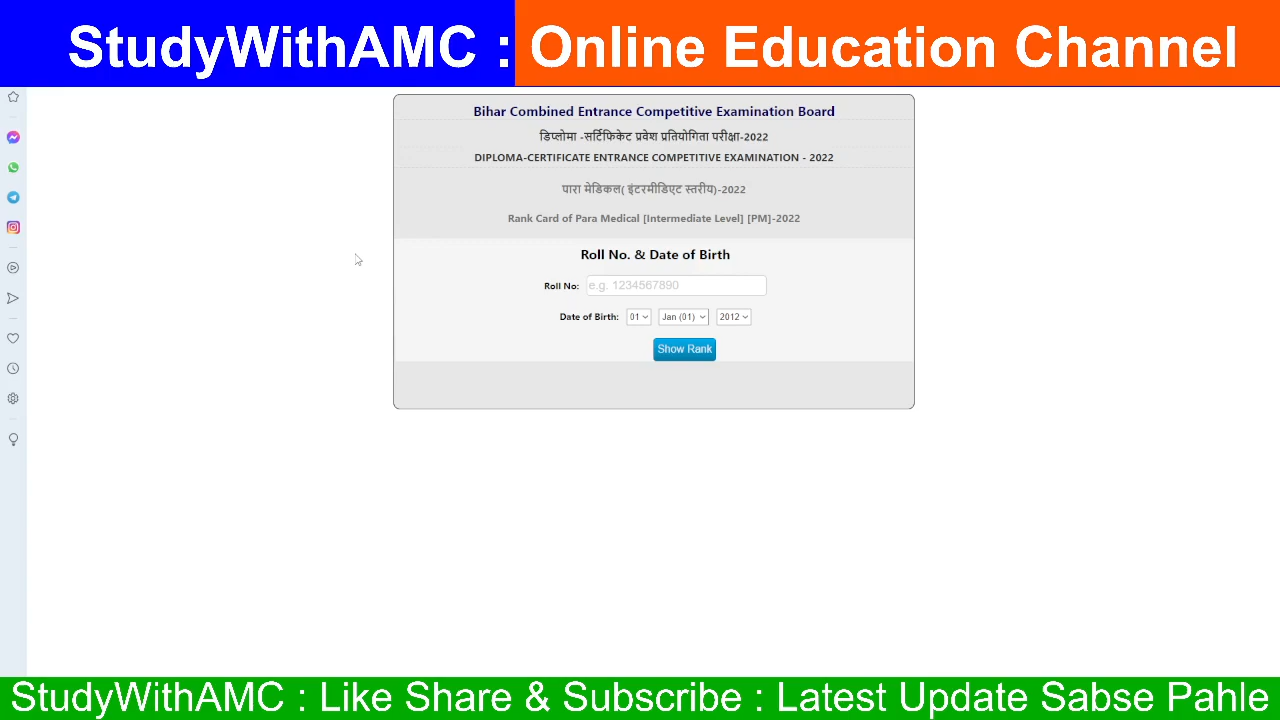 StudyWithAMC : Online Education Channel
Bihar Combined Entrance Competitive Examination Board
डिप्लोमा -सर्टिफिकेट प्रवेश प्रतियोगिता परीक्षा-2022
DIPLOMA-CERTIFICATE ENTRANCE COMPETITIVE EXAMINATION - 2022
पारा मेडिकल( इंटरमीडिएट स्तरीय)-2022
Rank Card of Para Medical [Intermediate Level] [PM]-2022
Roll No. & Date of Birth
Roll No: e.g. 1234567890
Date of Birth: 01 Jan (01) 2012
Show Rank
StudyWithAMC : Like Share & Subscribe : Latest Update Sabse Pahle